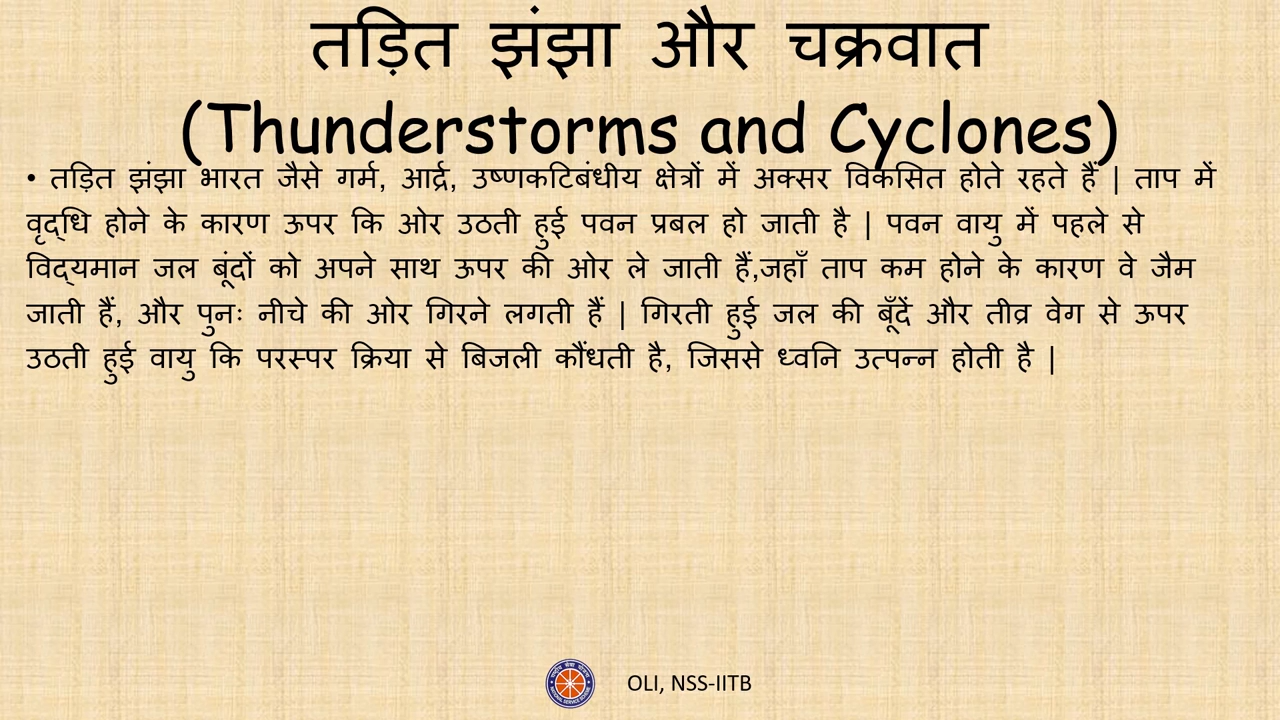 तड़ित झंझा और चक्रवात
(Thunderstorms and Cyclones)
• तड़ित झंझा भारत जैसे गर्म, आर्द्र, उष्णकटिबंधीय क्षेत्रों में अक्सर विकसित होते रहते हैं | ताप में
वृद्धि होने के कारण ऊपर कि ओर उठती हुई पवन प्रबल हो जाती है | पवन वायु में पहले से
विद्यमान जल बूंदों को अपने साथ ऊपर की ओर ले जाती हैं,जहाँ ताप कम होने के कारण वे जैम
जाती हैं, और पुनः नीचे की ओर गिरने लगती हैं | गिरती हुई जल की बूँदें और तीव्र वेग से ऊपर
उठती हुई वायु कि परस्पर क्रिया से बिजली कौंधती है, जिससे ध्वनि उत्पन्न होती है |
OLI, NSS-IITB